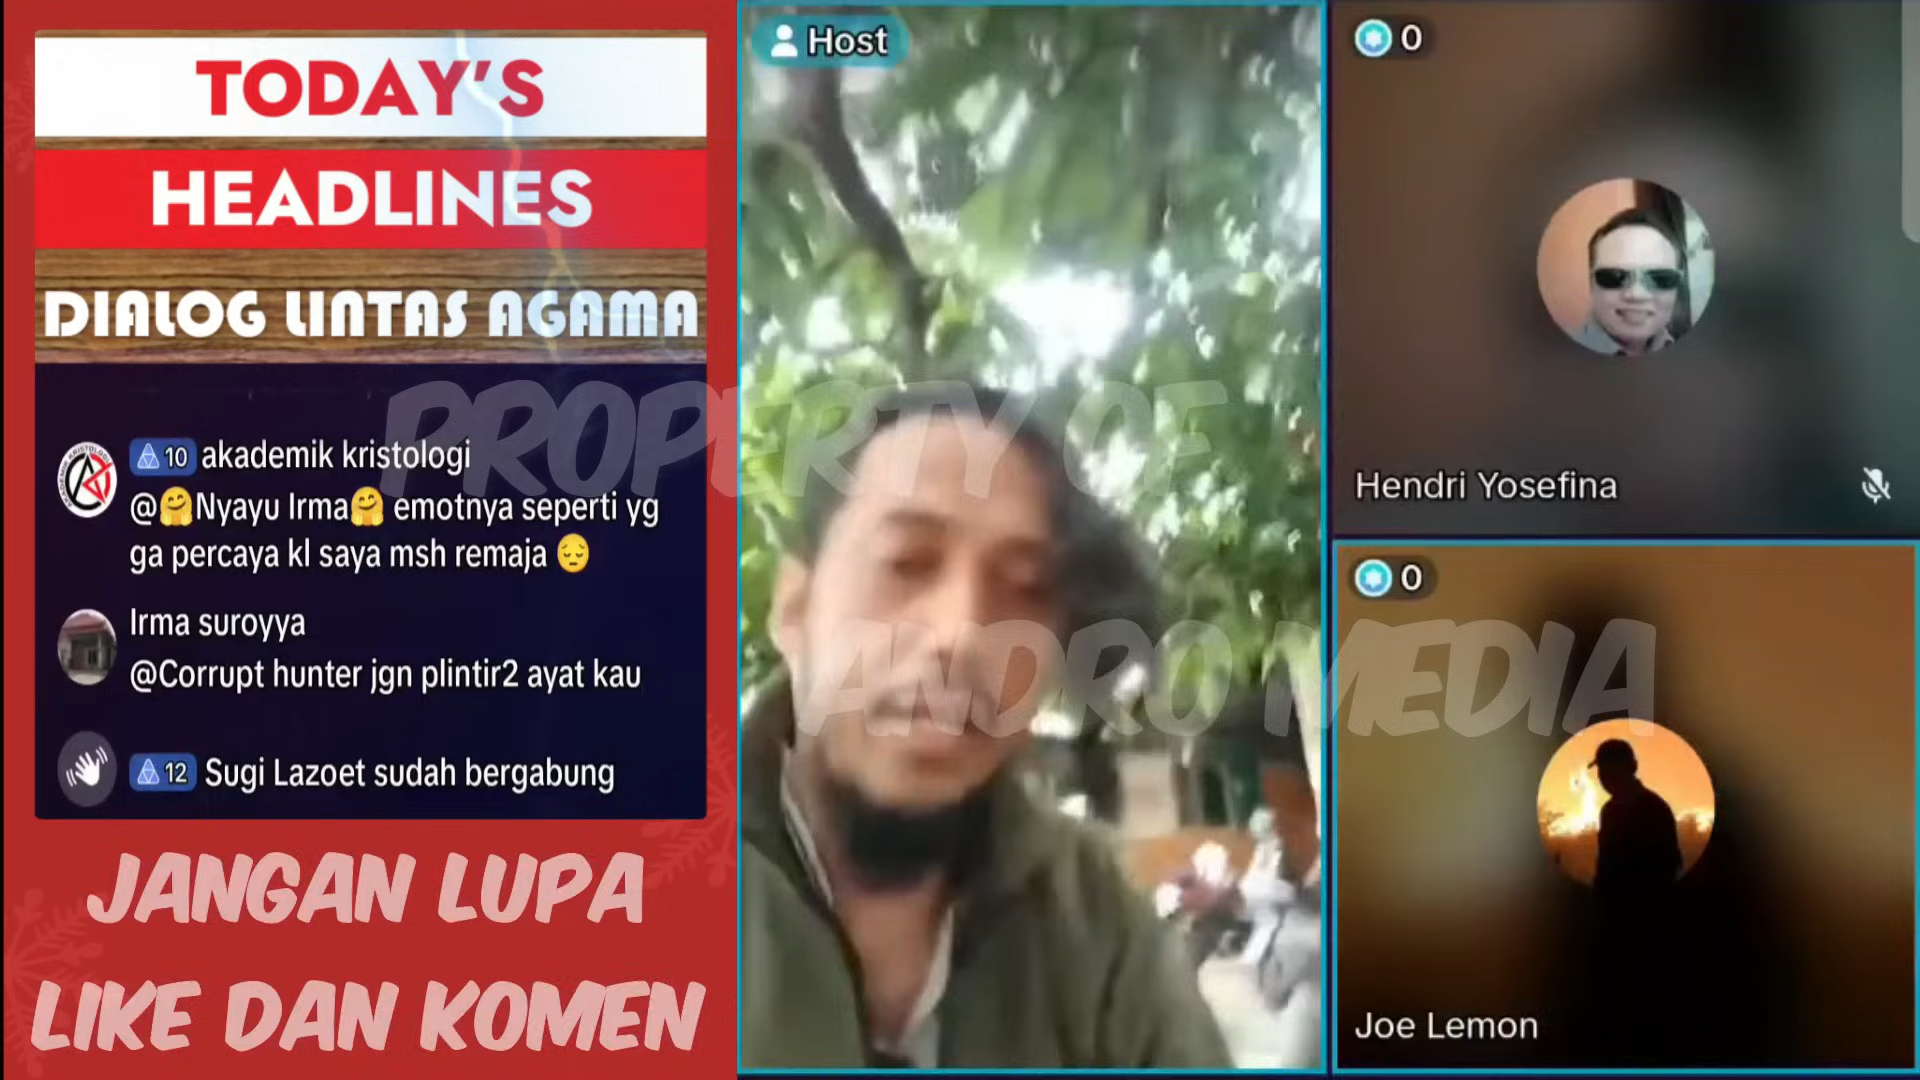 TODAY'S
HEADLINES
DIALOG LINTAS AGAMA
10 akademik kristologi
@🤗Nyayu Irma🤗 emotnya seperti yg
ga percaya kl saya msh remaja 😔
Irma suroyya
@Corrupt hunter jgn plintir2 ayat kau
12 Sugi Lazoet sudah bergabung
JANGAN LUPA
LIKE DAN KOMEN
Host
PROPERTY OF
ANDRO MEDIA
0
Hendri Yosefina
0
Joe Lemon